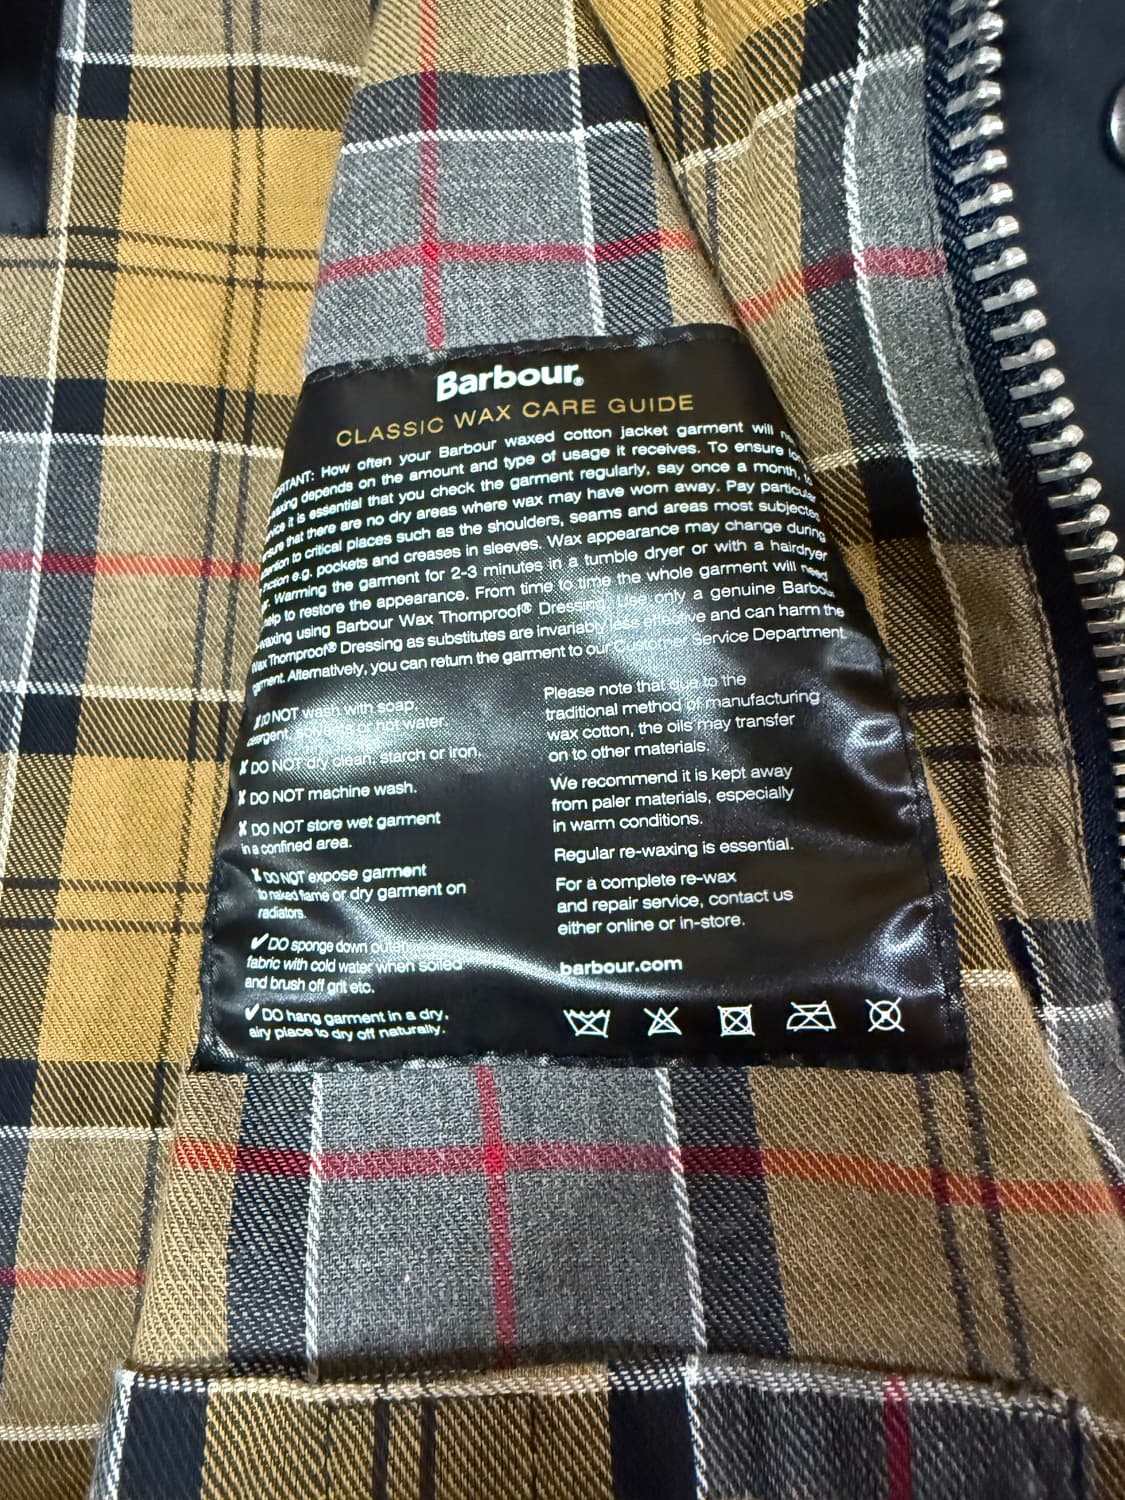 Barbour®
CLASSIC WAX CARE GUIDE
How often your Barbour waxed cotton jacket garment will
depends on the amount and type of usage it receives. To ensure
it is essential that you check the garment regularly, say once a month,
that there are no dry areas where wax may have worn away. Pay particular
to critical places such as the shoulders, seams and areas most subjected
e.g. pockets and creases in sleeves. Wax appearance may change during
Warming the garment for 2-3 minutes in a tumble dryer or with a hairdryer
help to restore the appearance. From time to time the whole garment will need
using Barbour Wax Thornproof® Dressing. Use only a genuine Barbour
Wax Thornproof® Dressing as substitutes are invariably less effective and can harm the
garment. Alternatively, you can return the garment to our Customer Service Department
✗ DO NOT wash with soap,
detergent, solvents or hot water.
✗ DO NOT dry clean, starch or iron.
✗ DO NOT machine wash.
✗ DO NOT store wet garment
in a confined area.
✗ DO NOT expose garment
to naked flame or dry garment on
radiators.
✓ DO sponge down outer
fabric with cold water when soiled
and brush off grit etc.
✓ DO hang garment in a dry,
airy place to dry off naturally.
Please note that due to the
traditional method of manufacturing
wax cotton, the oils may transfer
on to other materials.
We recommend it is kept away
from paler materials, especially
in warm conditions.
Regular re-waxing is essential.
For a complete re-wax
and repair service, contact us
either online or in-store.
barbour.com